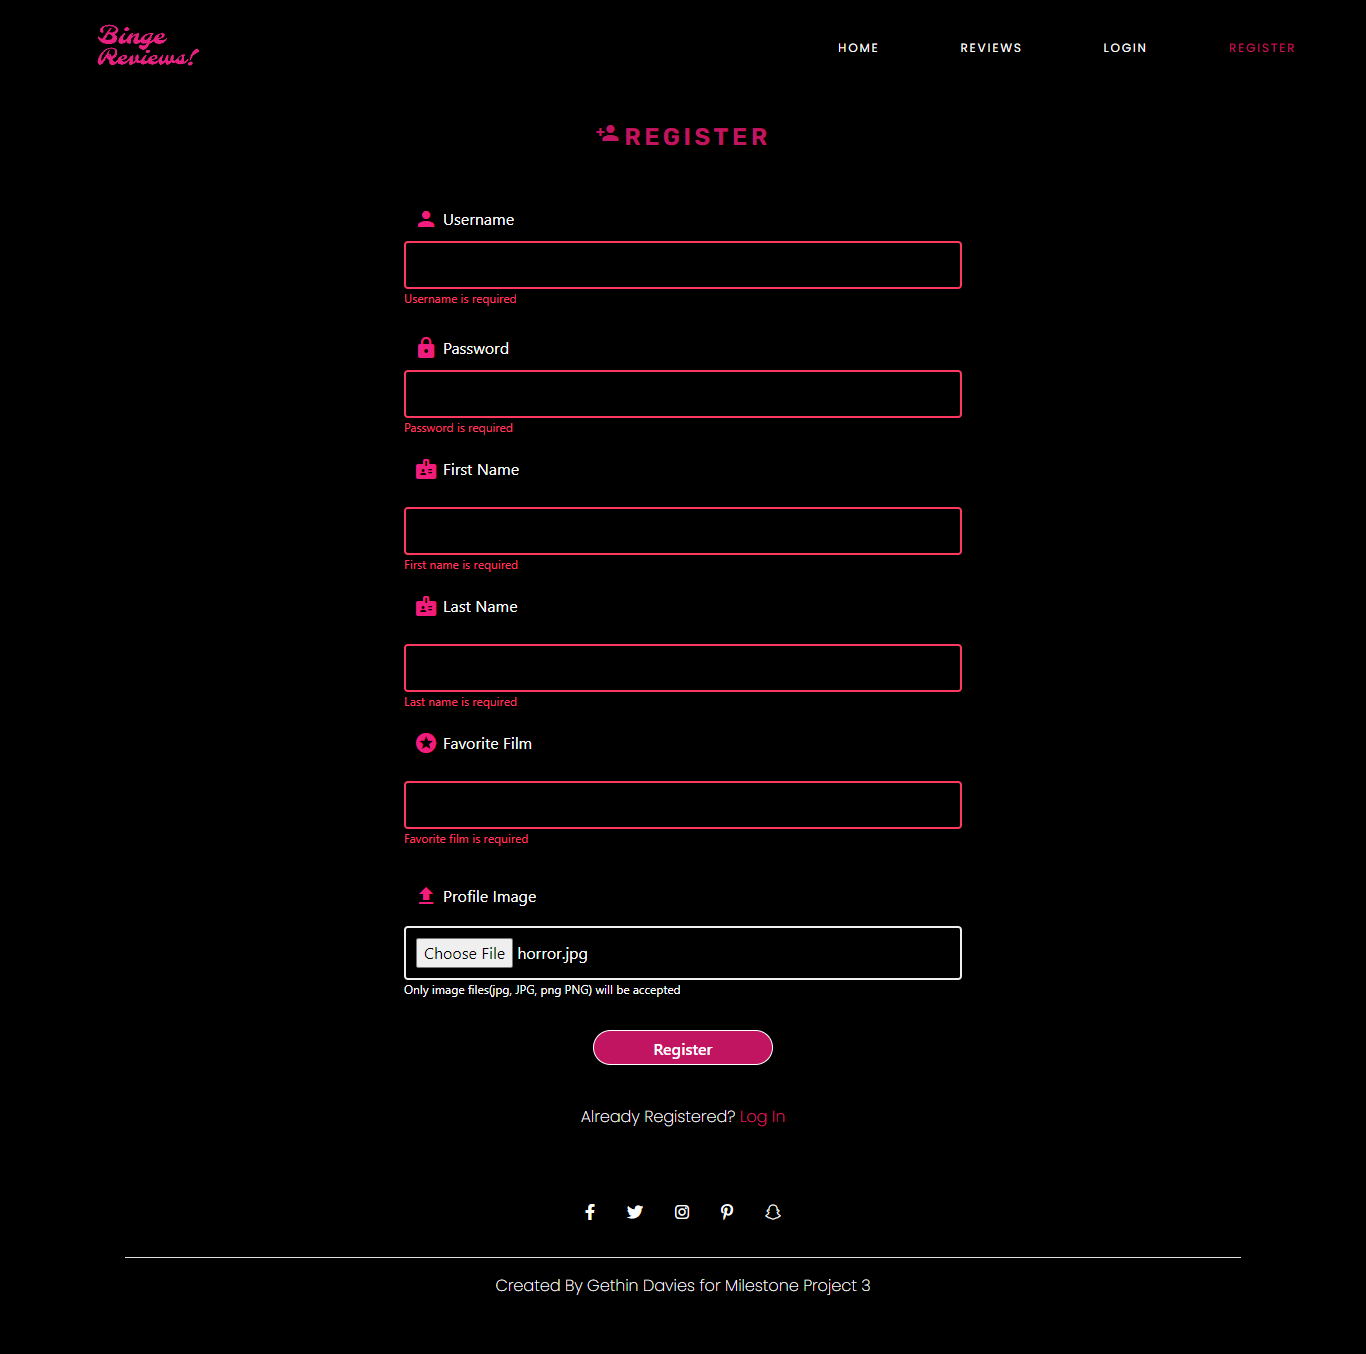 Binge
Reviews!
HOME REVIEWS LOGIN REGISTER
REGISTER
Username
Username is required
Password
Password is required
First Name
First name is required
Last Name
Last name is required
Favorite Film
Favorite film is required
Profile Image
Choose File horror.jpg
Only image files(jpg, JPG, png PNG) will be accepted
Register
Already Registered? Log In
Created By Gethin Davies for Milestone Project 3